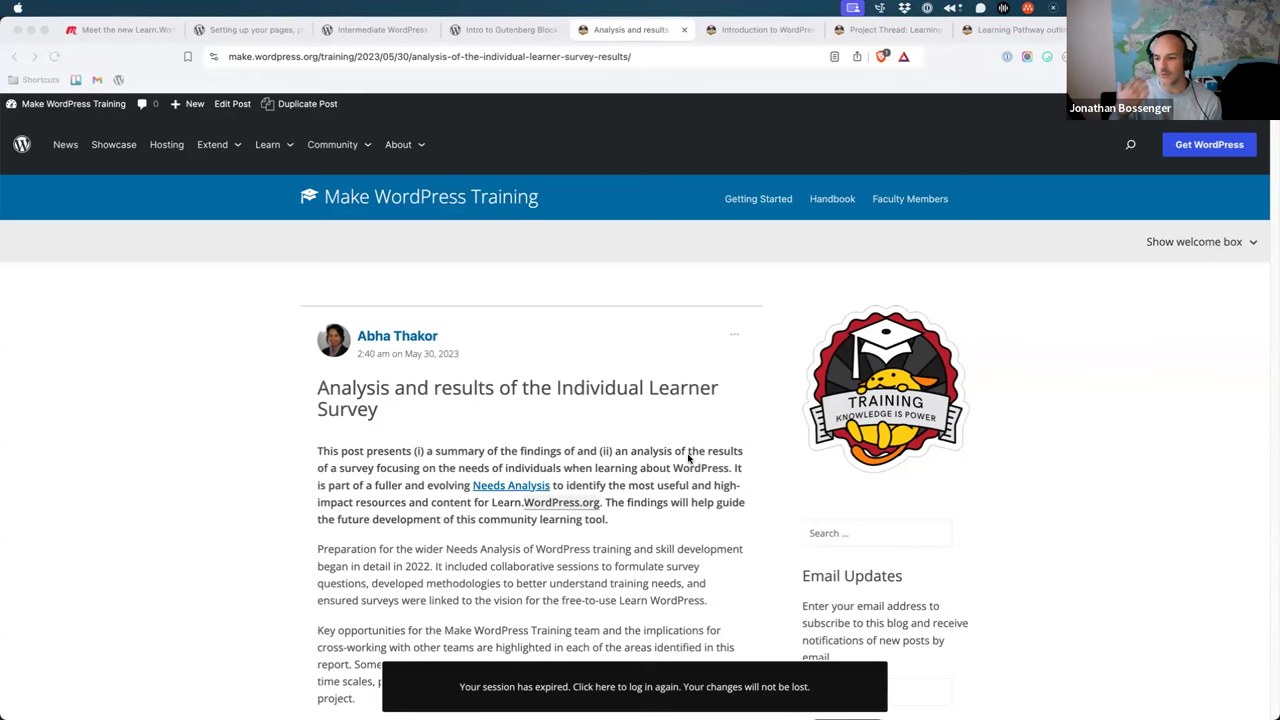 Meet the new Learn.Wo
Setting up your pages, p
Intermediate WordPress
Intro to Gutenberg Bloc
Analysis and results
Introduction to WordPr
Project Thread: Learning
Learning Pathway outlin
make.wordpress.org/training/2023/05/30/analysis-of-the-individual-learner-survey-results/
1
Shortcuts
Jonathan Bossenger
Make WordPress Training
0
New
Edit Post
Duplicate Post
News
Showcase
Hosting
Extend
Learn
Community
About
Get WordPress
Make WordPress Training
Getting Started
Handbook
Faculty Members
Show welcome box
Abha Thakor
2:40 am on May 30, 2023
Analysis and results of the Individual Learner
Survey
This post presents (i) a summary of the findings of and (ii) an analysis of the results
of a survey focusing on the needs of individuals when learning about WordPress. It
is part of a fuller and evolving Needs Analysis to identify the most useful and high-
impact resources and content for Learn.WordPress.org. The findings will help guide
the future development of this community learning tool.
Preparation for the wider Needs Analysis of WordPress training and skill development
began in detail in 2022. It included collaborative sessions to formulate survey
questions, developed methodologies to better understand training needs, and
ensured surveys were linked to the vision for the free-to-use Learn WordPress.
Key opportunities for the Make WordPress Training team and the implications for
cross-working with other teams are highlighted in each of the areas identified in this
report. Some
time scales, p
project.
TRAINING
KNOWLEDGE IS POWER
Search ...
Email Updates
Enter your email address to
subscribe to this blog and receive
notifications of new posts by
email.
Your session has expired. Click here to log in again. Your changes will not be lost.